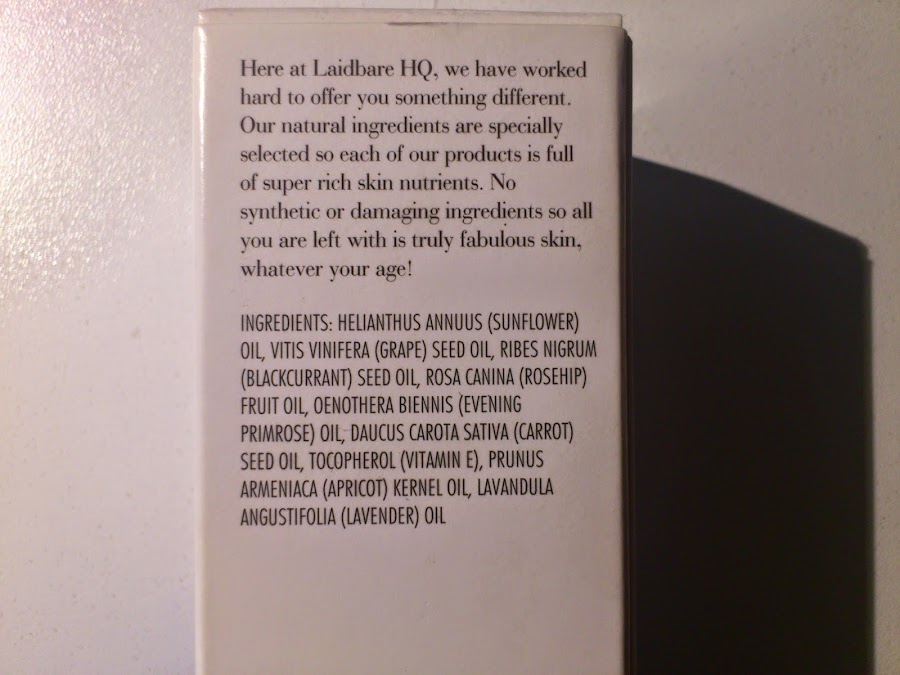 Here at Laidbare HQ, we have worked
hard to offer you something different.
Our natural ingredients are specially
selected so each of our products is full
of super rich skin nutrients. No
synthetic or damaging ingredients so all
you are left with is truly fabulous skin,
whatever your age!
INGREDIENTS: HELIANTHUS ANNUUS (SUNFLOWER)
OIL, VITIS VINIFERA (GRAPE) SEED OIL, RIBES NIGRUM
(BLACKCURRANT) SEED OIL, ROSA CANINA (ROSEHIP)
FRUIT OIL, OENOTHERA BIENNIS (EVENING
PRIMROSE) OIL, DAUCUS CAROTA SATIVA (CARROT)
SEED OIL, TOCOPHEROL (VITAMIN E), PRUNUS
ARMENIACA (APRICOT) KERNEL OIL, LAVANDULA
ANGUSTIFOLIA (LAVENDER) OIL